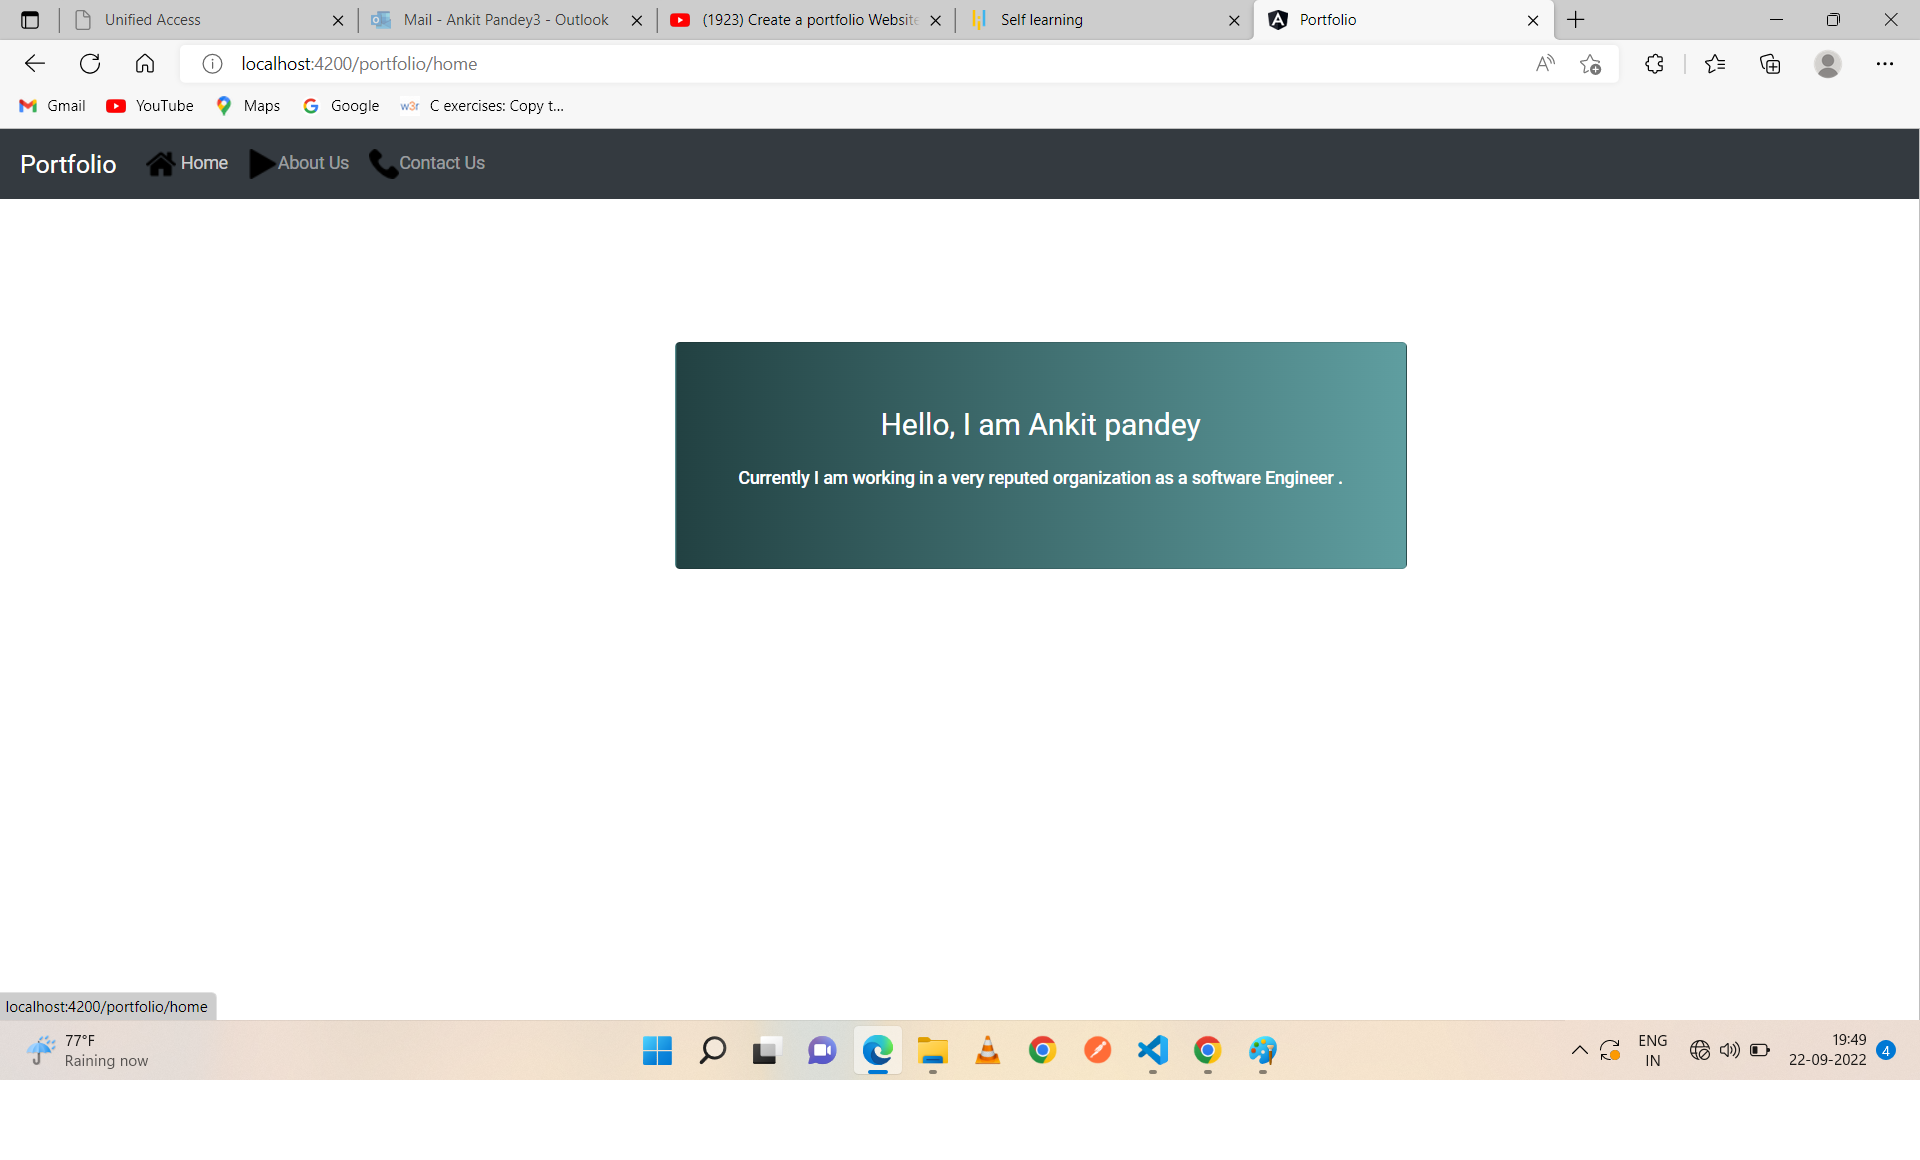 Unified Access
Mail - Ankit Pandey3 - Outlook
(1923) Create a portfolio Website
Self learning
Portfolio
localhost:4200/portfolio/home
Gmail
YouTube
Maps
Google
w3r
C exercises: Copy t...
Portfolio
Home
About Us
Contact Us
Hello, I am Ankit pandey
Currently I am working in a very reputed organization as a software Engineer .
localhost:4200/portfolio/home
77°F
Raining now
ENG
IN
19:49
22-09-2022
4